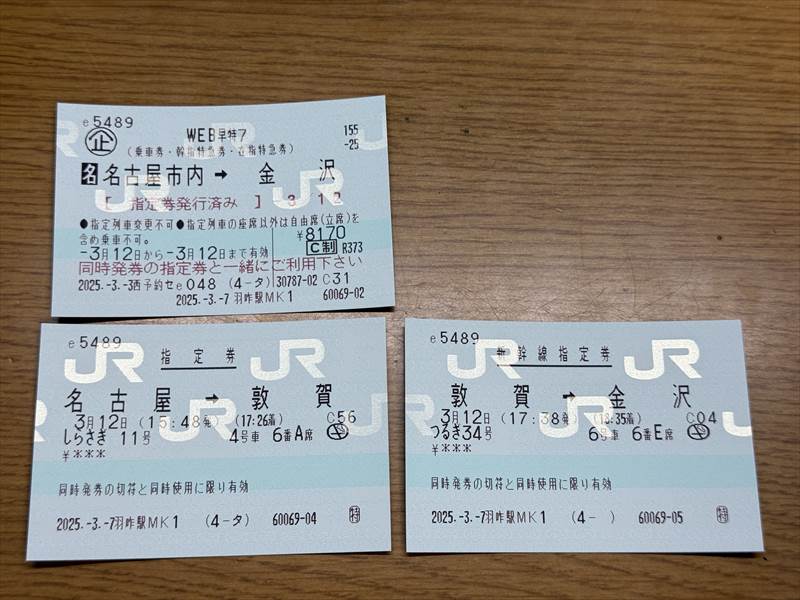 e5489
企
WEB早特7
155
-25
(乗車券・幹指特急券・在指特急券)
名 名古屋市内 → 金沢
[ 指定券発行済み ] 3.12
●指定列車変更不可●指定列車の座席以外は自由席(立席)を
含め乗車不可。
¥8170
-3月12日から-3月12日まで有効
C制 R373
同時発券の指定券と一緒にご利用下さい
2025.-3.-3西予約セe048 (4-タ) 30787-02 C31
2025.-3.-7 羽咋駅MK1 60069-02
e5489
JR
指定券
JR
名古屋 → 敦賀
3月12日 (15:48発) (17:26着) C56
しらさぎ 11号 4号車 6番A席
¥***
同時発券の切符と同時使用に限り有効
2025.-3.-7羽咋駅MK1 (4-タ) 60069-04 特
e5489
JR
新幹線指定券
JR
敦賀 → 金沢
3月12日 (17:38発) (18:35着) C04
つるぎ34号 6号車 6番E席
¥***
同時発券の切符と同時使用に限り有効
2025.-3.-7羽咋駅MK1 (4- ) 60069-05 特